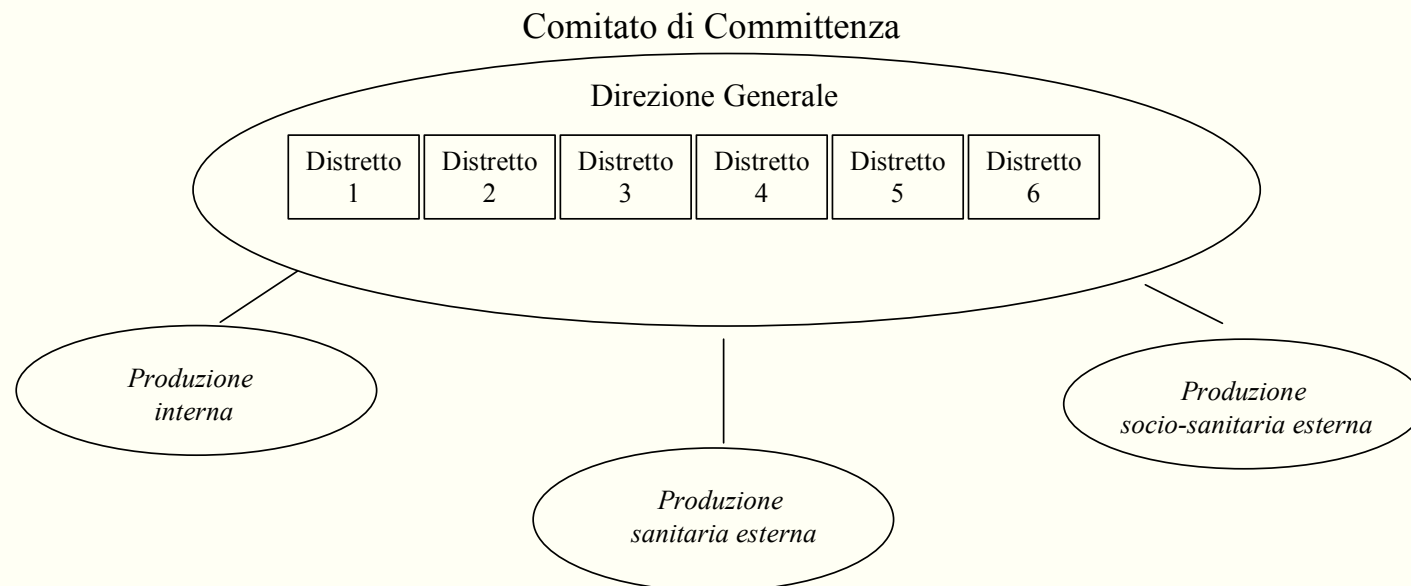 Comitato di Committenza
Direzione Generale
Distretto
1
Distretto
2
Distretto
3
Distretto
4
Distretto
5
Distretto
6
Produzione
interna
Produzione
sanitaria esterna
Produzione
socio-sanitaria esterna